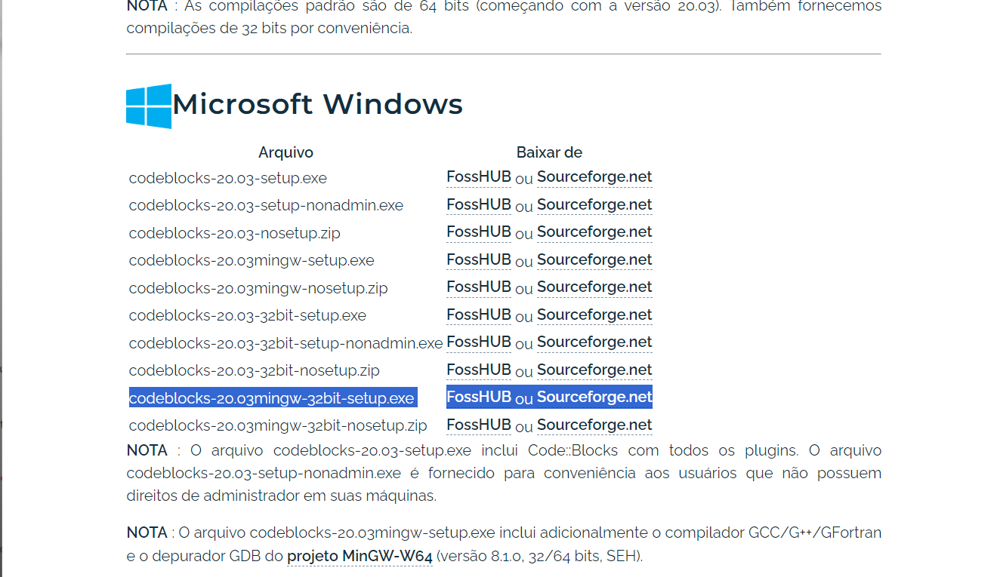 NOTA : As compilações padrão são de 64 bits (começando com a versão 20.03). Também fornecemos
compilações de 32 bits por conveniência.
Microsoft Windows
Arquivo Baixar de
codeblocks-20.03-setup.exe FossHUB ou Sourceforge.net
codeblocks-20.03-setup-nonadmin.exe FossHUB ou Sourceforge.net
codeblocks-20.03-nosetup.zip FossHUB ou Sourceforge.net
codeblocks-20.03mingw-setup.exe FossHUB ou Sourceforge.net
codeblocks-20.03mingw-nosetup.zip FossHUB ou Sourceforge.net
codeblocks-20.03-32bit-setup.exe FossHUB ou Sourceforge.net
codeblocks-20.03-32bit-setup-nonadmin.exe FossHUB ou Sourceforge.net
codeblocks-20.03-32bit-nosetup.zip FossHUB ou Sourceforge.net
codeblocks-20.03mingw-32bit-setup.exe FossHUB ou Sourceforge.net
codeblocks-20.03mingw-32bit-nosetup.zip FossHUB ou Sourceforge.net
NOTA : O arquivo codeblocks-20.03-setup.exe inclui Code::Blocks com todos os plugins. O arquivo
codeblocks-20.03-setup-nonadmin.exe é fornecido para conveniência aos usuários que não possuem
direitos de administrador em suas máquinas.
NOTA : O arquivo codeblocks-20.03mingw-setup.exe inclui adicionalmente o compilador GCC/G++/GFortran
e o depurador GDB do projeto MinGW-W64 (versão 8.1.0, 32/64 bits, SEH).